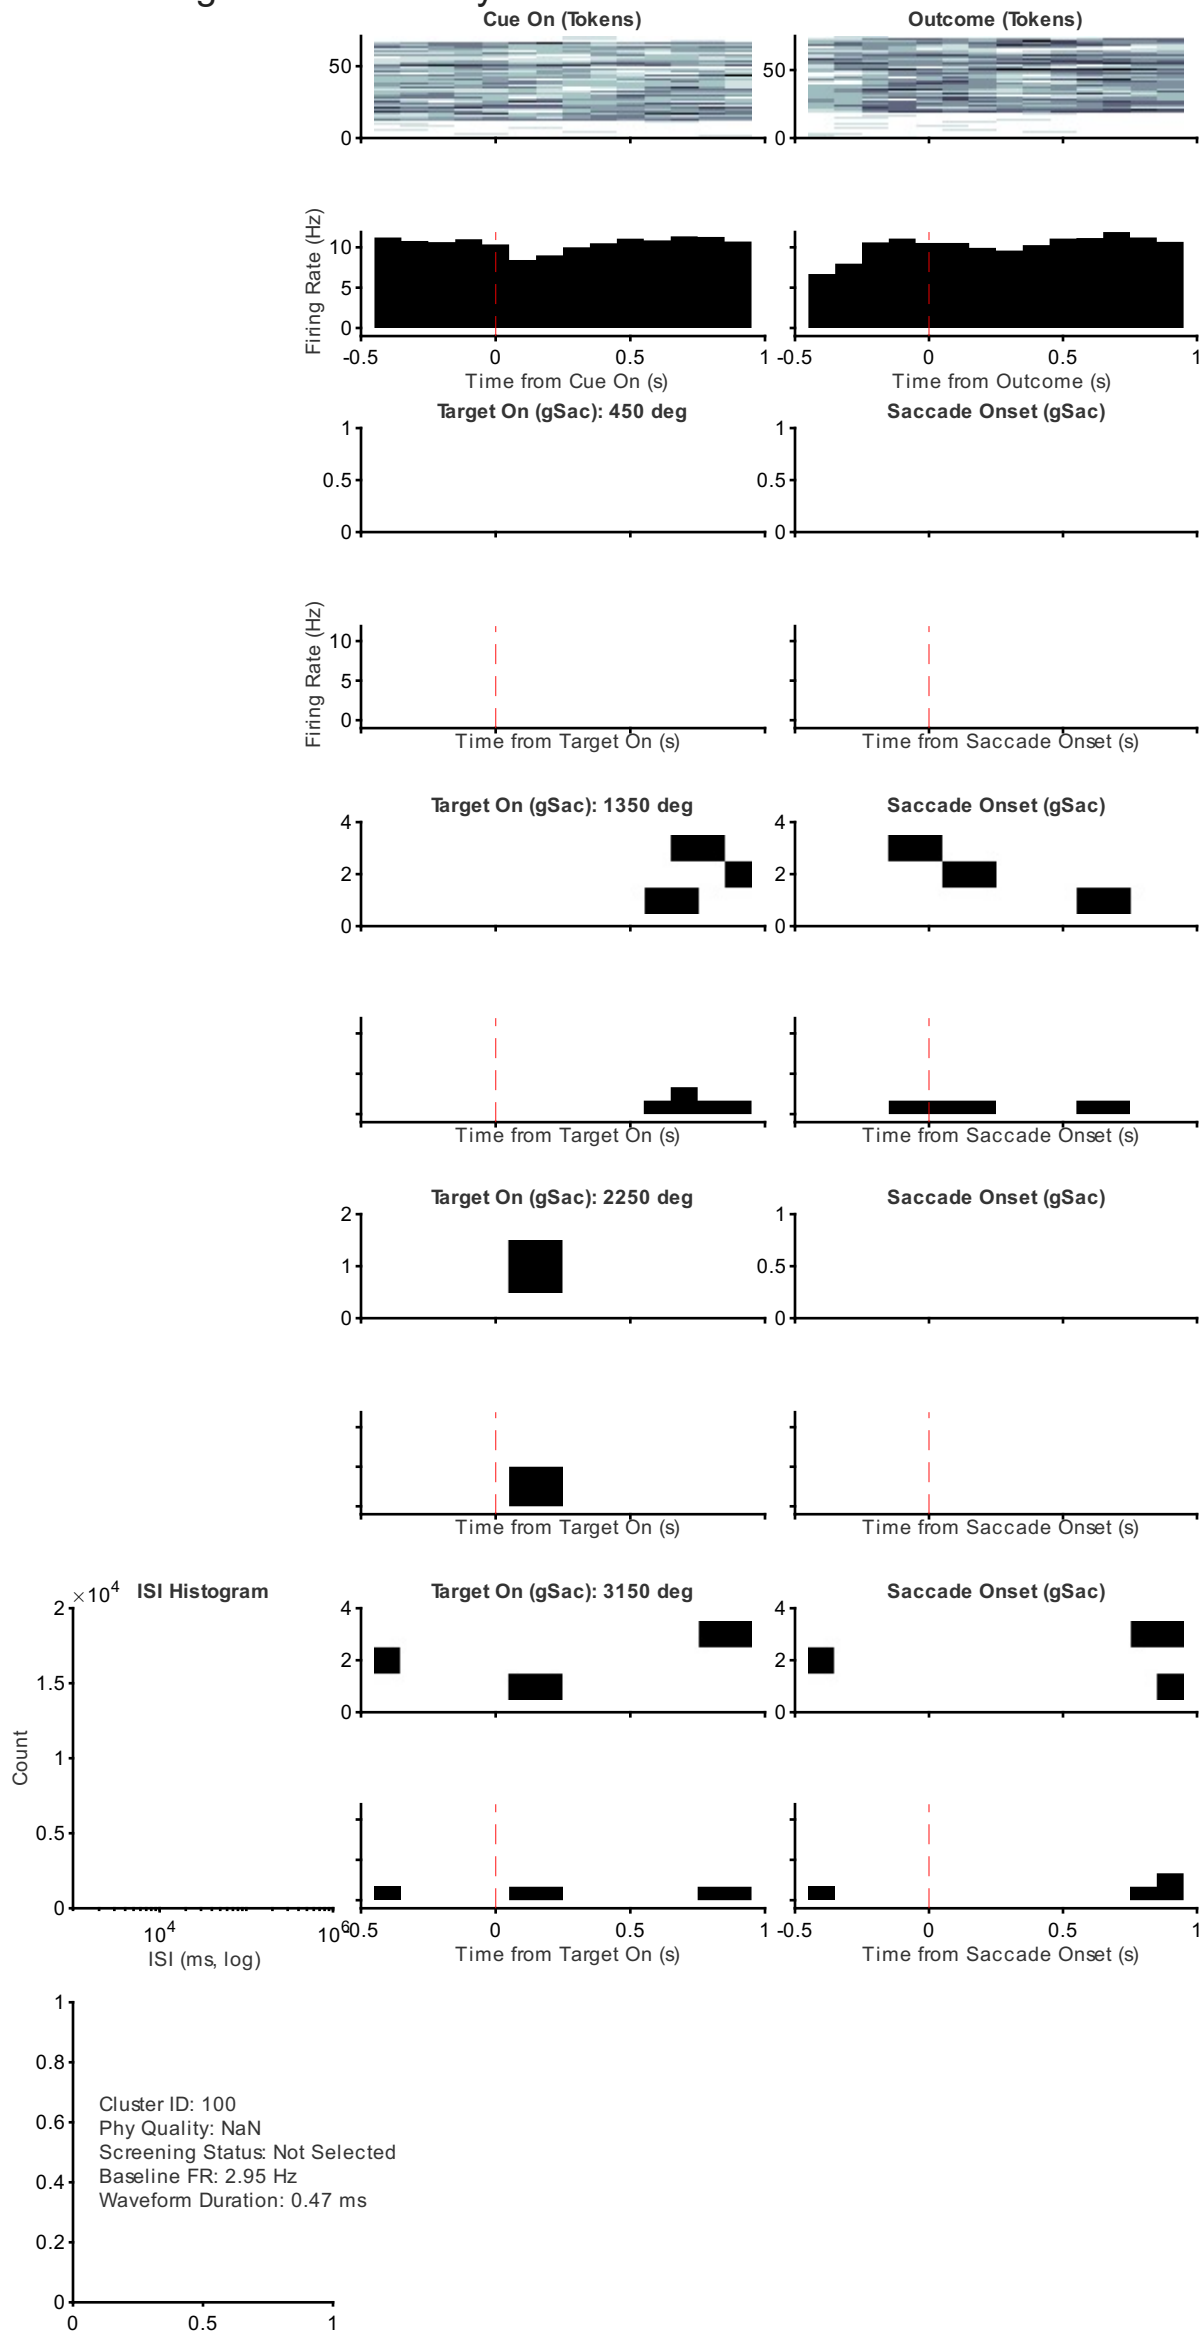 Cue On (Tokens)
Outcome (Tokens)
50
0
50
0
Firing Rate (Hz)
10
5
0
-0.5 0 0.5 1
Time from Cue On (s)
-0.5 0 0.5 1
Time from Outcome (s)
Target On (gSac): 450 deg
Saccade Onset (gSac)
1
0.5
0
1
0.5
0
Firing Rate (Hz)
10
5
0
Time from Target On (s)
Time from Saccade Onset (s)
Target On (gSac): 1350 deg
Saccade Onset (gSac)
4
2
0
4
2
0
Time from Target On (s)
Time from Saccade Onset (s)
Target On (gSac): 2250 deg
Saccade Onset (gSac)
2
1
0
1
0.5
0
Time from Target On (s)
Time from Saccade Onset (s)
ISI Histogram
×10⁴
2
1.5
1
0.5
0
Count
10⁴ 10⁶
ISI (ms, log)
Target On (gSac): 3150 deg
Saccade Onset (gSac)
4
2
0
4
2
0
-0.5 0 0.5 1
Time from Target On (s)
-0.5 0 0.5 1
Time from Saccade Onset (s)
1
0.8
0.6
0.4
0.2
0
Cluster ID: 100
Phy Quality: NaN
Screening Status: Not Selected
Baseline FR: 2.95 Hz
Waveform Duration: 0.47 ms
0 0.5 1